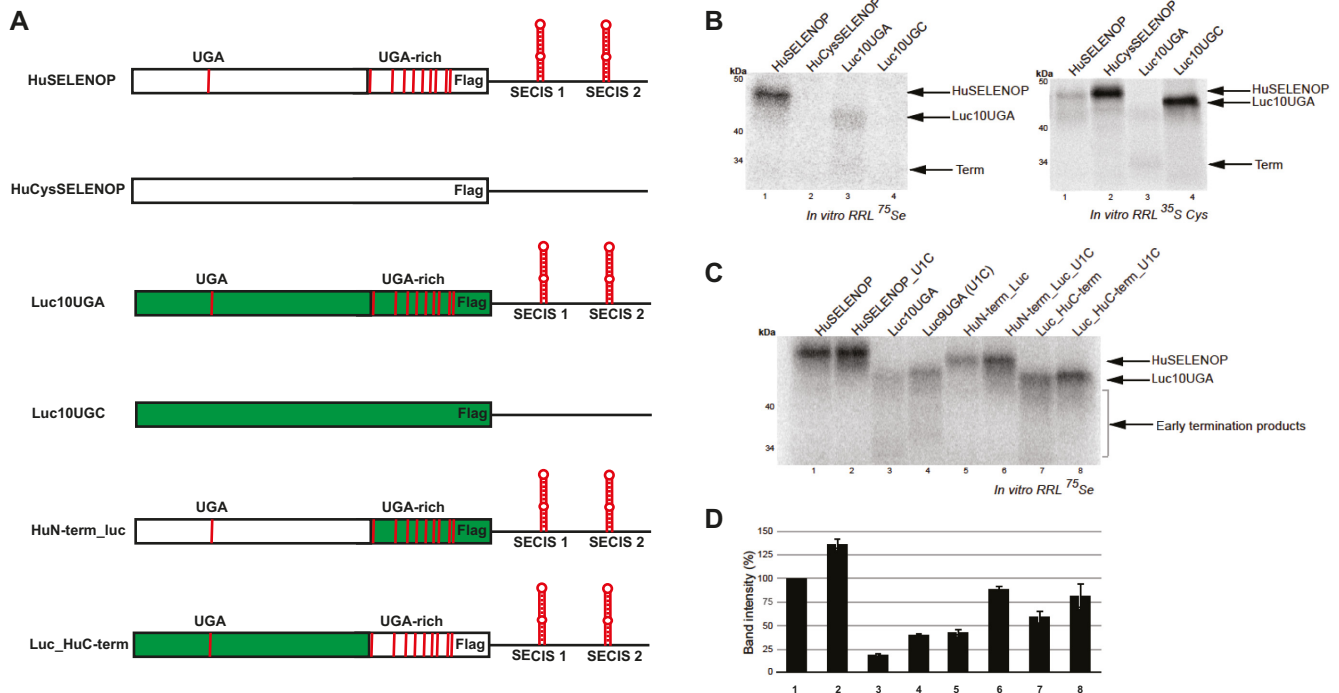 A
UGA
UGA-rich
HuSELENOP
Flag
SECIS 1
SECIS 2
HuCysSELENOP
Flag
UGA
UGA-rich
Luc10UGA
Flag
SECIS 1
SECIS 2
Luc10UGC
Flag
UGA
UGA-rich
HuN-term_luc
Flag
SECIS 1
SECIS 2
UGA
UGA-rich
Luc_HuC-term
Flag
SECIS 1
SECIS 2
B
HuSELENOP
HuCysSELENOP
Luc10UGA
Luc10UGC
kDa
50
40
34
HuSELENOP
Luc10UGA
Term
1 2 3 4
In vitro RRL 75Se
HuSELENOP
HuCysSELENOP
Luc10UGA
Luc10UGC
kDa
50
40
34
HuSELENOP
Luc10UGA
Term
1 2 3 4
In vitro RRL 35S Cys
C
HuSELENOP
HuSELENOP_U1C
Luc10UGA
Luc9UGA (U1C)
HuN-term_Luc
HuN-term_Luc_U1C
Luc_HuC-term
Luc_HuC-term_U1C
kDa
40
34
HuSELENOP
Luc10UGA
Early termination products
1 2 3 4 5 6 7 8
In vitro RRL 75Se
D
Band intensity (%)
150
125
100
75
50
25
0
1 2 3 4 5 6 7 8